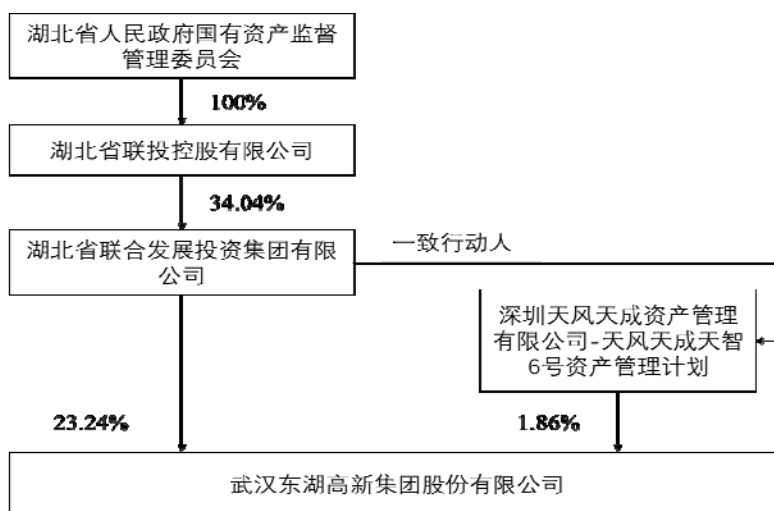 湖北省人民政府国有资产监督
管理委员会
100%
湖北省联投控股有限公司
34.04%
湖北省联合发展投资集团有限
公司
一致行动人
深圳天风天成资产管理
有限公司-天风天成天智
6号资产管理计划
23.24%
1.86%
武汉东湖高新集团股份有限公司